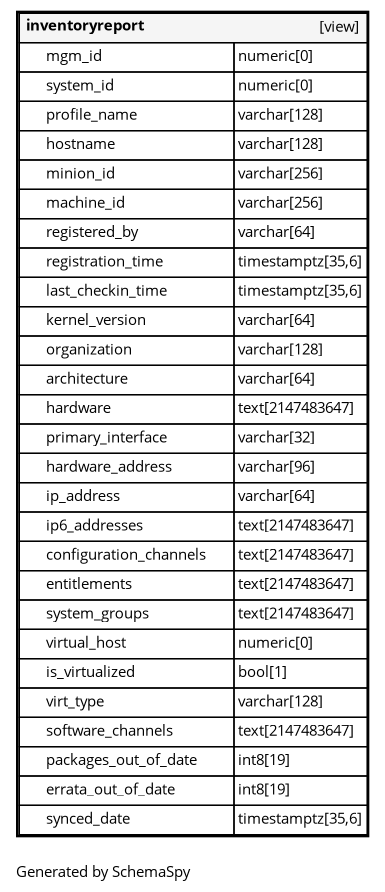 inventoryreport [view]
mgm_id numeric[0]
system_id numeric[0]
profile_name varchar[128]
hostname varchar[128]
minion_id varchar[256]
machine_id varchar[256]
registered_by varchar[64]
registration_time timestamptz[35,6]
last_checkin_time timestamptz[35,6]
kernel_version varchar[64]
organization varchar[128]
architecture varchar[64]
hardware text[2147483647]
primary_interface varchar[32]
hardware_address varchar[96]
ip_address varchar[64]
ip6_addresses text[2147483647]
configuration_channels text[2147483647]
entitlements text[2147483647]
system_groups text[2147483647]
virtual_host numeric[0]
is_virtualized bool[1]
virt_type varchar[128]
software_channels text[2147483647]
packages_out_of_date int8[19]
errata_out_of_date int8[19]
synced_date timestamptz[35,6]
Generated by SchemaSpy